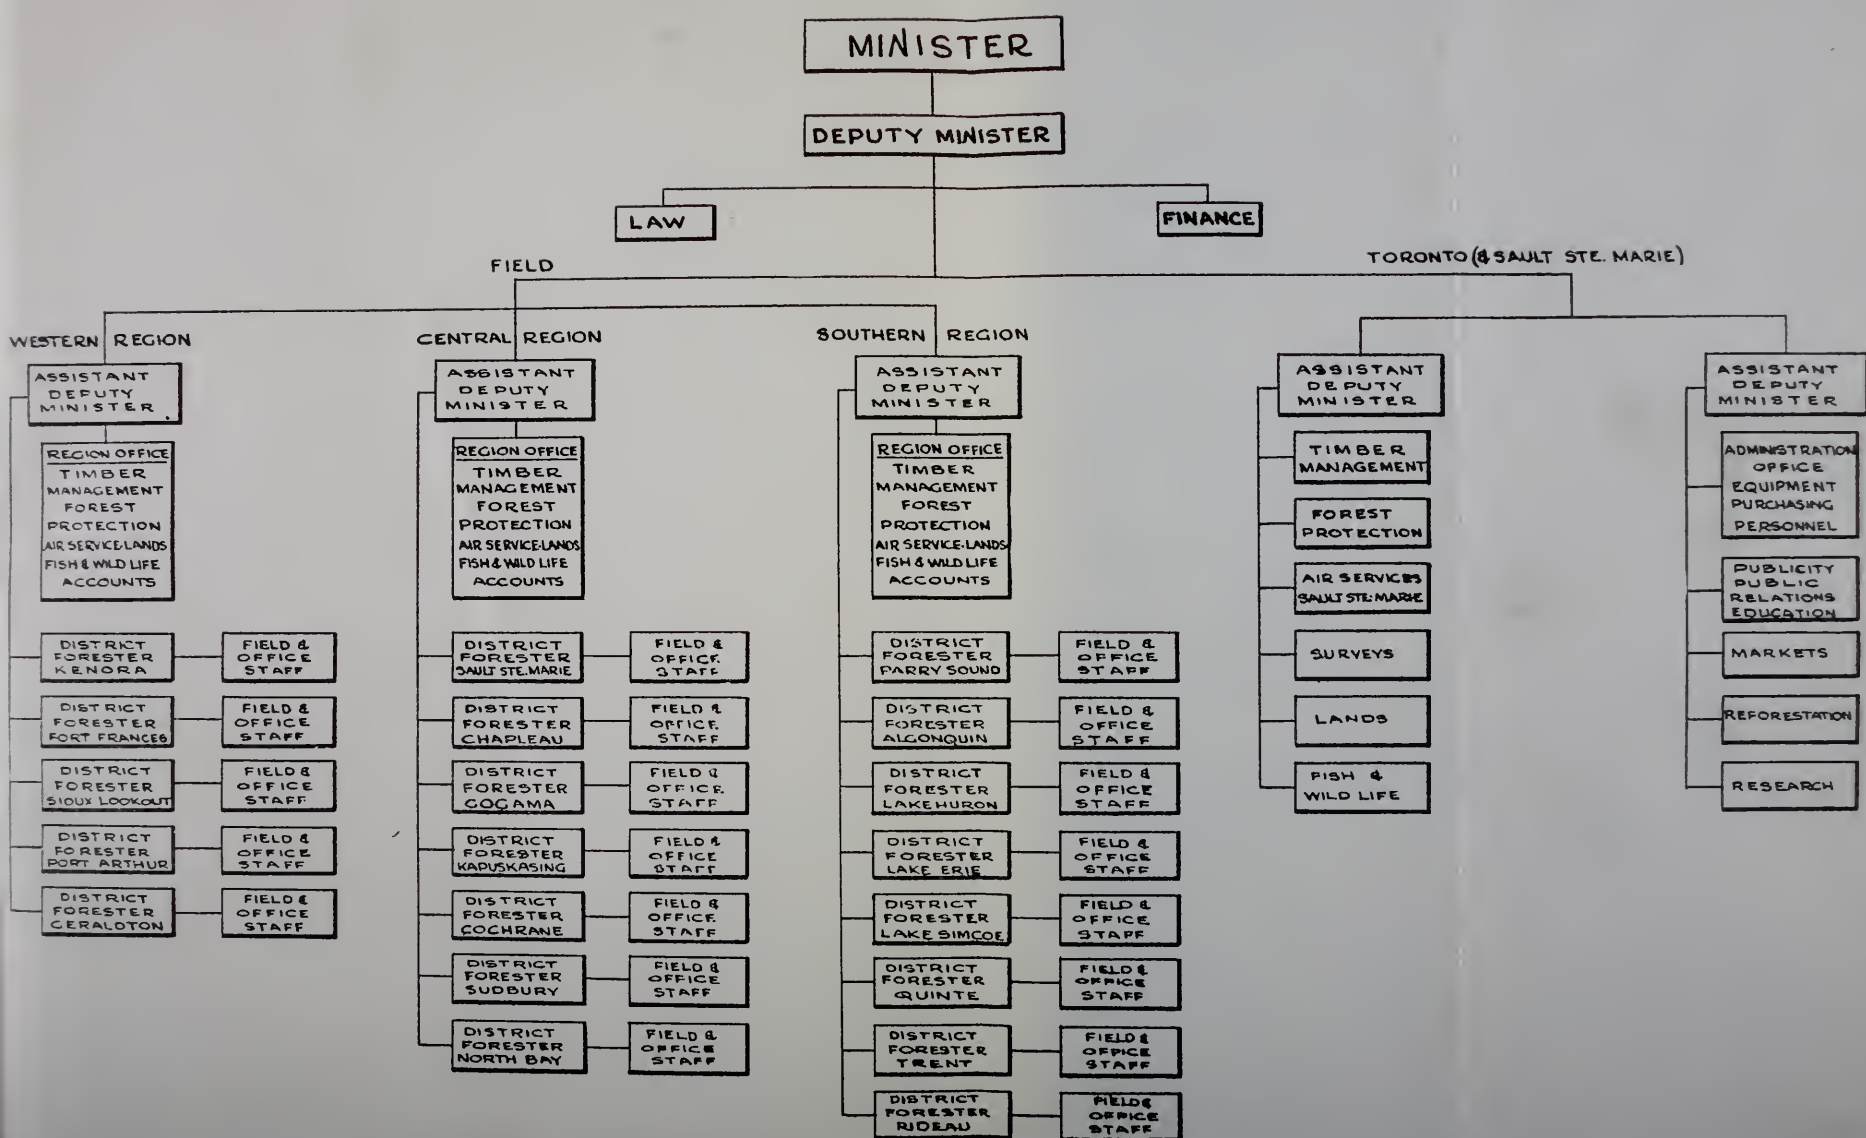 MINISTER
DEPUTY MINISTER
LAW
FINANCE
FIELD
TORONTO (& SAULT STE. MARIE)
WESTERN REGION
ASSISTANT
DEPUTY
MINISTER
REGION OFFICE
TIMBER
MANAGEMENT
FOREST
PROTECTION
AIR SERVICE-LANDS
FISH & WILD LIFE
ACCOUNTS
DISTRICT
FORESTER
KENORA
FIELD &
OFFICE
STAFF
DISTRICT
FORESTER
FORT FRANCES
FIELD &
OFFICE
STAFF
DISTRICT
FORESTER
SIOUX LOOKOUT
FIELD &
OFFICE
STAFF
DISTRICT
FORESTER
PORT ARTHUR
FIELD &
OFFICE
STAFF
DISTRICT
FORESTER
GERALDTON
FIELD &
OFFICE
STAFF
CENTRAL REGION
ASSISTANT
DEPUTY
MINISTER
REGION OFFICE
TIMBER
MANAGEMENT
FOREST
PROTECTION
AIR SERVICE-LANDS
FISH & WILD LIFE
ACCOUNTS
DISTRICT
FORESTER
SAULT STE. MARIE
FIELD &
OFFICE
STAFF
DISTRICT
FORESTER
CHAPLEAU
FIELD &
OFFICE
STAFF
DISTRICT
FORESTER
GOGAMA
FIELD &
OFFICE
STAFF
DISTRICT
FORESTER
KAPUSKASING
FIELD &
OFFICE
STAFF
DISTRICT
FORESTER
COCHRANE
FIELD &
OFFICE
STAFF
DISTRICT
FORESTER
SUDBURY
FIELD &
OFFICE
STAFF
DISTRICT
FORESTER
NORTH BAY
FIELD &
OFFICE
STAFF
SOUTHERN REGION
ASSISTANT
DEPUTY
MINISTER
REGION OFFICE
TIMBER
MANAGEMENT
FOREST
PROTECTION
AIR SERVICE-LANDS
FISH & WILD LIFE
ACCOUNTS
DISTRICT
FORESTER
PARRY SOUND
FIELD &
OFFICE
STAFF
DISTRICT
FORESTER
ALGONQUIN
FIELD &
OFFICE
STAFF
DISTRICT
FORESTER
LAKE HURON
FIELD &
OFFICE
STAFF
DISTRICT
FORESTER
LAKE ERIE
FIELD &
OFFICE
STAFF
DISTRICT
FORESTER
LAKE SIMCOE
FIELD &
OFFICE
STAFF
DISTRICT
FORESTER
QUINTE
FIELD &
OFFICE
STAFF
DISTRICT
FORESTER
TRENT
FIELD &
OFFICE
STAFF
DISTRICT
FORESTER
RIDEAU
FIELD &
OFFICE
STAFF
ASSISTANT
DEPUTY
MINISTER
TIMBER
MANAGEMENT
FOREST
PROTECTION
AIR SERVICES
SAULT STE. MARIE
SURVEYS
LANDS
FISH &
WILD LIFE
ASSISTANT
DEPUTY
MINISTER
ADMINISTRATION
OFFICE
EQUIPMENT
PURCHASING
PERSONNEL
PUBLICITY
PUBLIC
RELATIONS
EDUCATION
MARKETS
REFORESTATION
RESEARCH